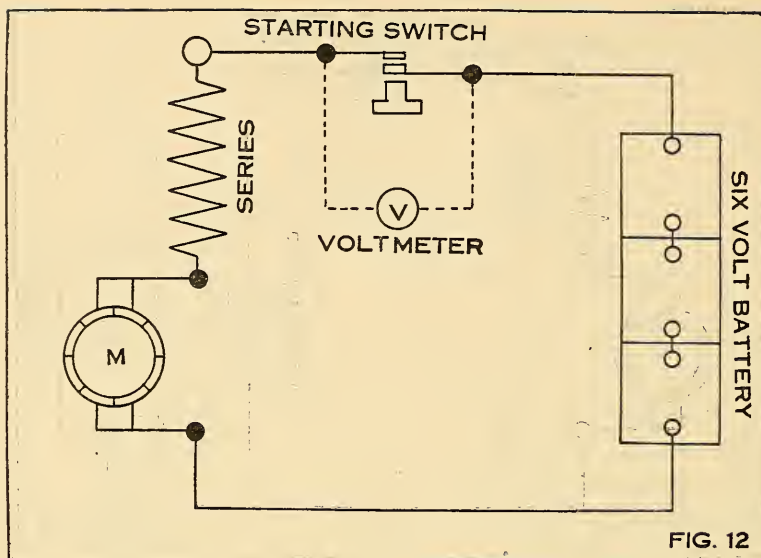 STARTING SWITCH
SERIES
V
VOLTMETER
SIX VOLT BATTERY
M
FIG. 12